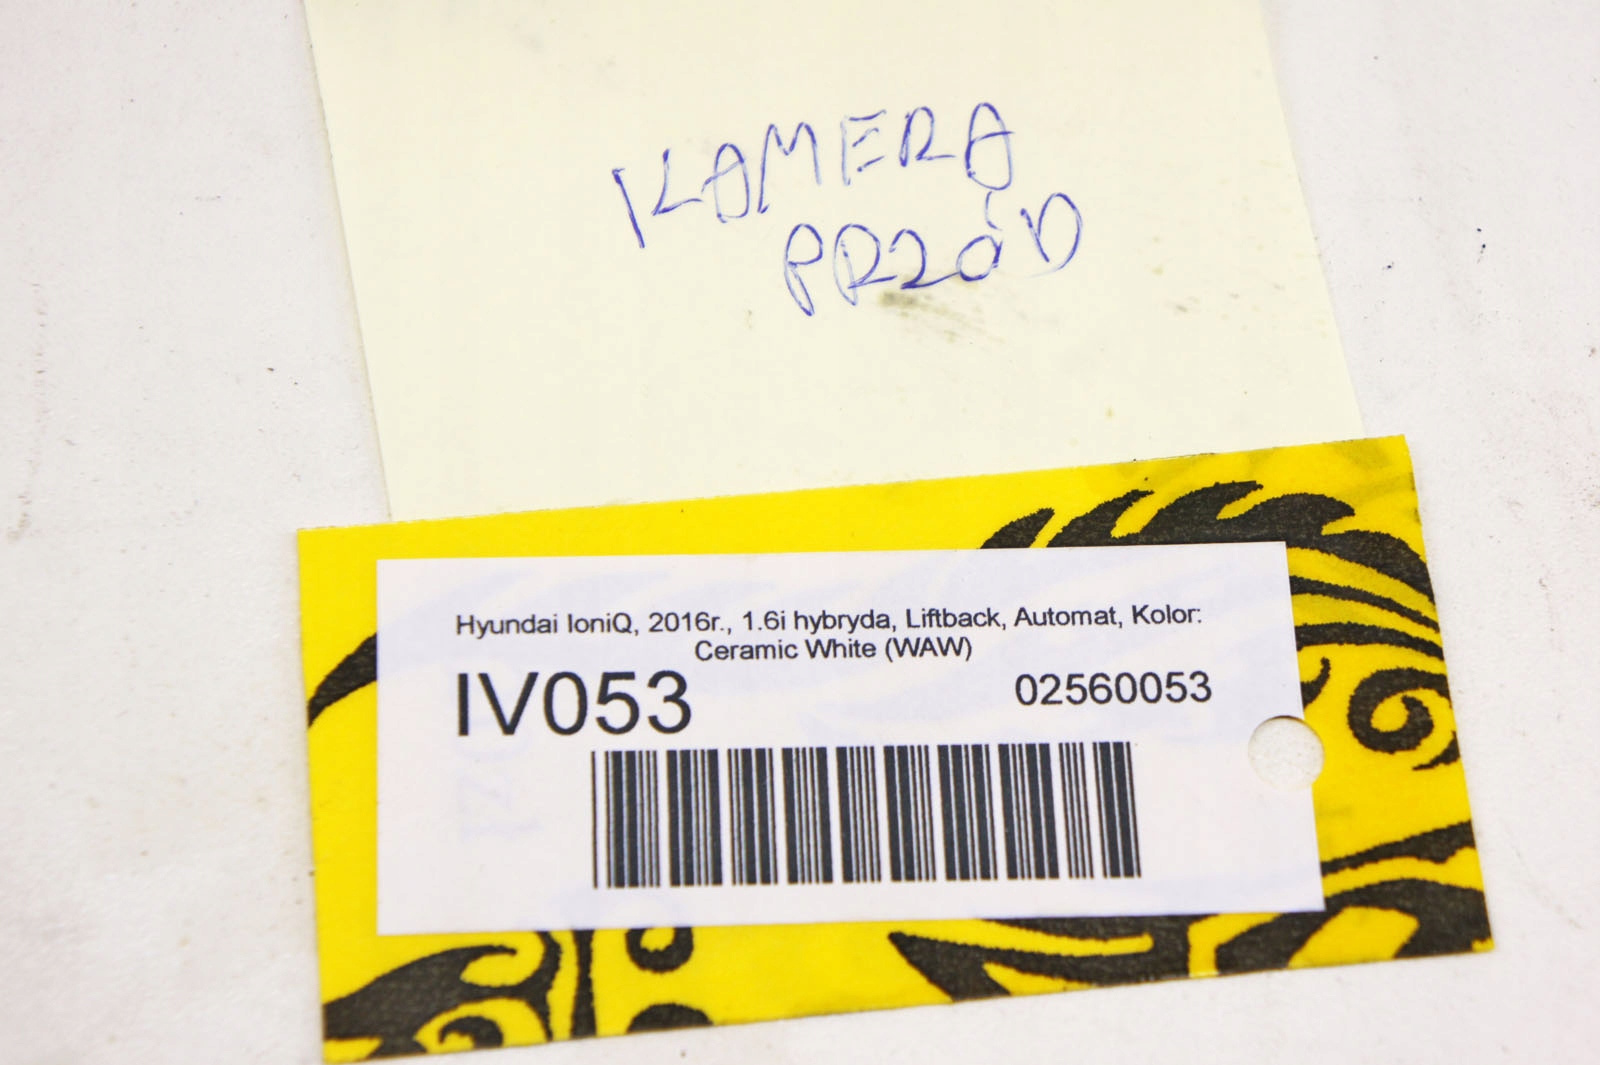 KAMERA
PRZÓD
Hyundai IoniQ, 2016r., 1.6i hybryda, Liftback, Automat, Kolor:
Ceramic White (WAW)
IV053
02560053